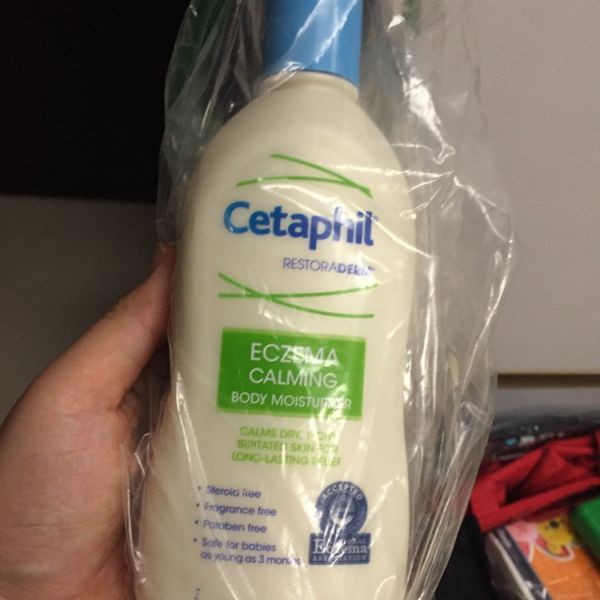 Cetaphil
RESTORADERM
ECZEMA
CALMING
BODY MOISTURIZER
CALMS DRY, ITCHY,
IRRITATED SKIN FOR
LONG-LASTING RELIEF
• Steroid free
• Fragrance free
• Paraben free
• Safe for babies
as young as 3 months
ACCEPTED
Eczema
ASSOCIATION